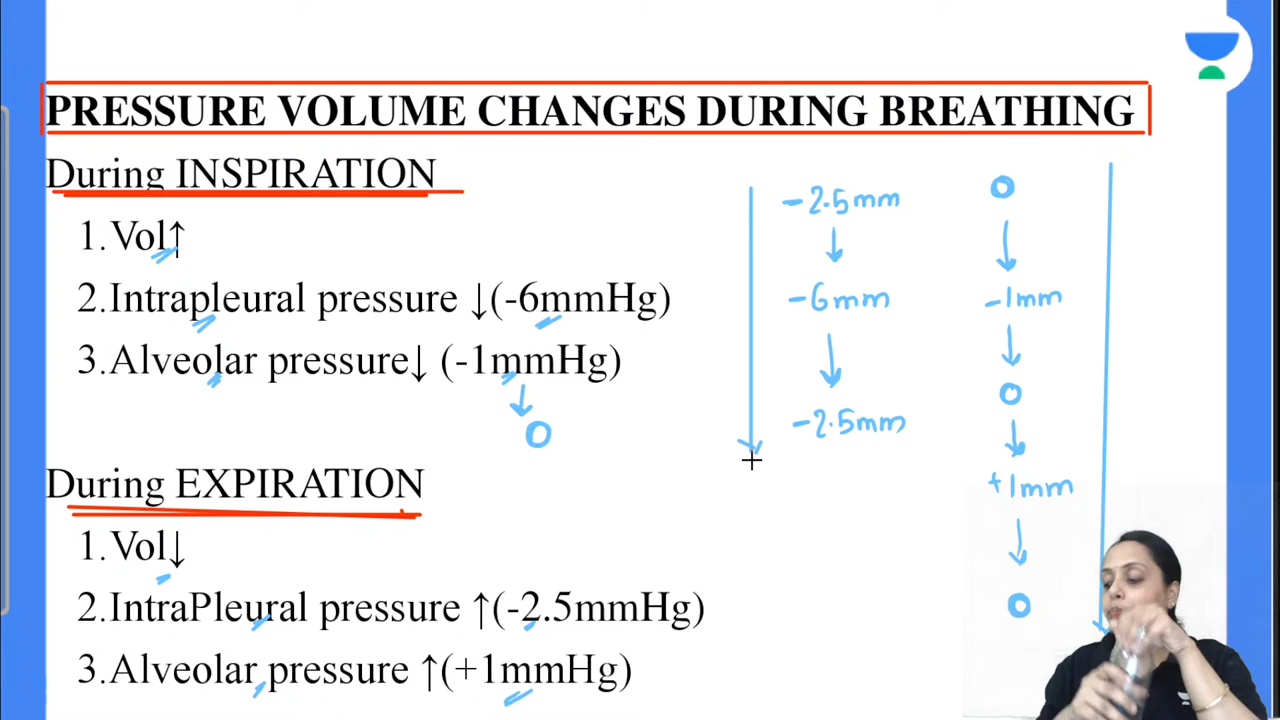 PRESSURE VOLUME CHANGES DURING BREATHING
During INSPIRATION
1.Vol↑
2.Intrapleural pressure ↓(-6mmHg)
3.Alveolar pressure↓ (-1mmHg)
↓
0
During EXPIRATION
1.Vol↓
2.IntraPleural pressure ↑(-2.5mmHg)
3.Alveolar pressure ↑(+1mmHg)
-2.5mm
↓
-6mm
↓
-2.5mm
0
↓
-1mm
↓
0
↓
+1mm
↓
0